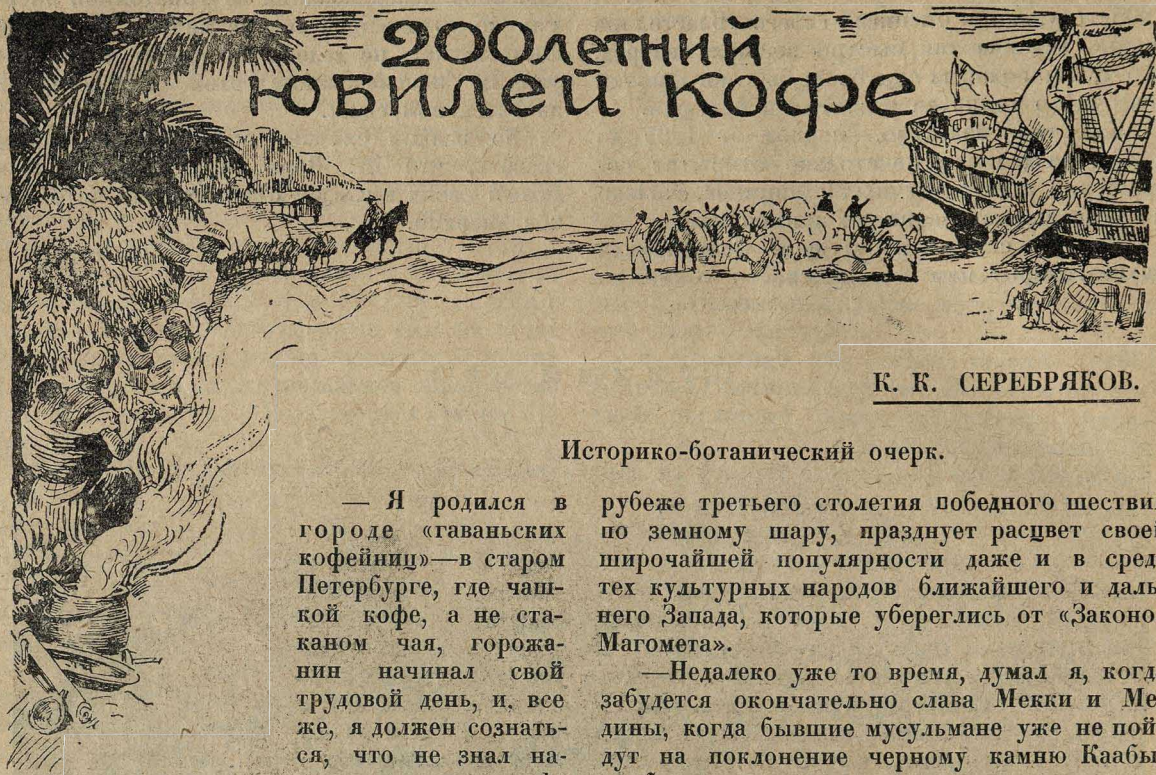 200летний
юбилей кофе
К. К. СЕРЕБРЯКОВ.
Историко-ботанический очерк.
— Я родился в
городе «гаваньских
кофейниц»—в старом
Петербурге, где чаш-
кой кофе, а не ста-
каном чая, горожа-
нин начинал свой
трудовой день, и, все
же, я должен сознать-
ся, что не знал на-
рубеже третьего столетия победного шестви
по земному шару, празднует расцвет свое
широчайшей популярности даже и в сред
тех культурных народов ближайшего и даль
него Запада, которые убереглись от «Законо
Магомета».
—Недалеко уже то время, думал я, когд
забудется окончательно слава Мекки и Ме
дины, когда бывшие мусульмане уже не пой
дут на поклонение черному камню Каабы